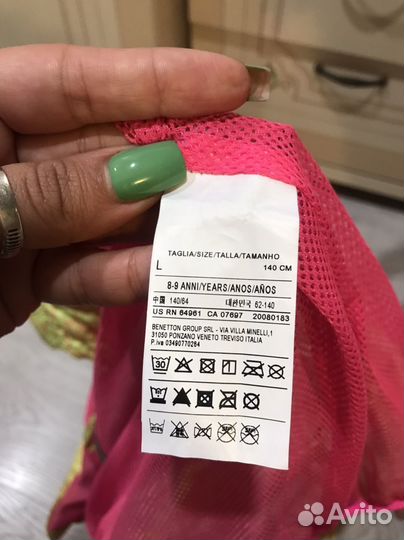 TAGLIA/SIZE/TALLA/TAMANHO
L 140 CM
8-9 ANNI/YEARS/ANOS/AÑOS
中国 140/64 대한민국 62-140
US RN 64961 CA 07697 20080183
BENETTON GROUP SRL - VIA VILLA MINELLI,1
31050 PONZANO VENETO TREVISO ITALIA
P.Iva 03490770264
30
Avito